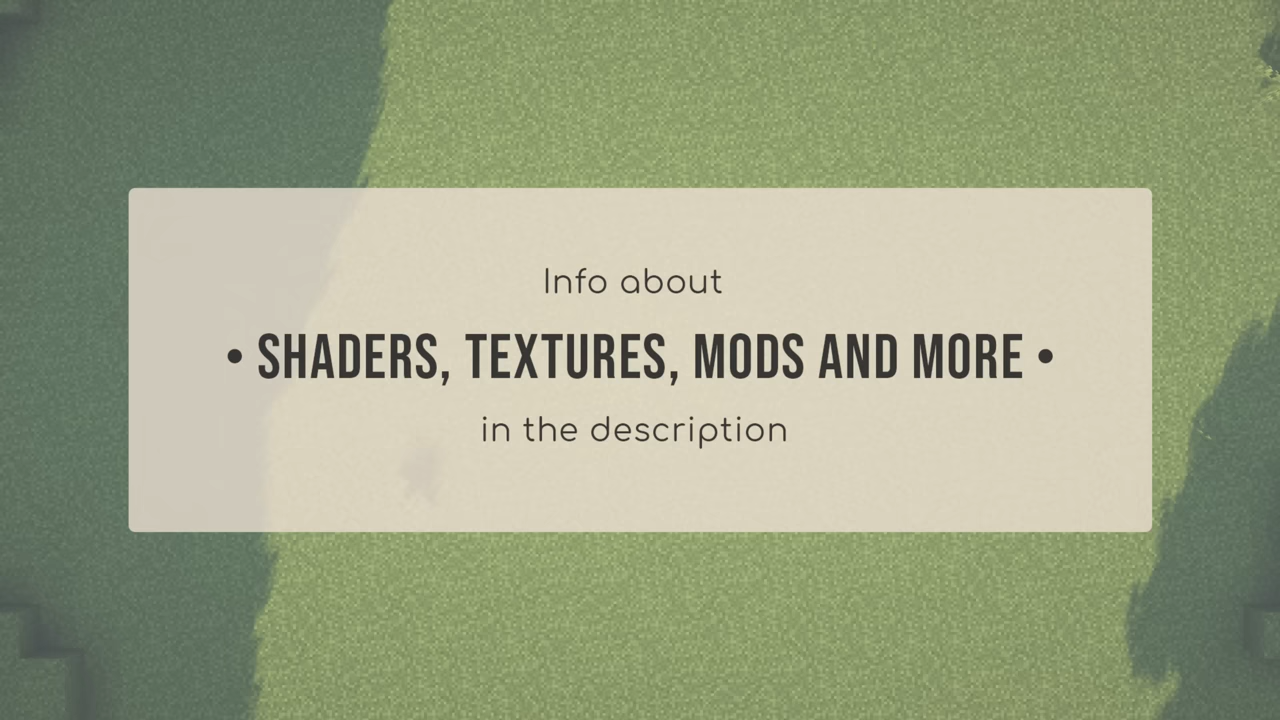 Info about
• SHADERS, TEXTURES, MODS AND MORE •
in the description